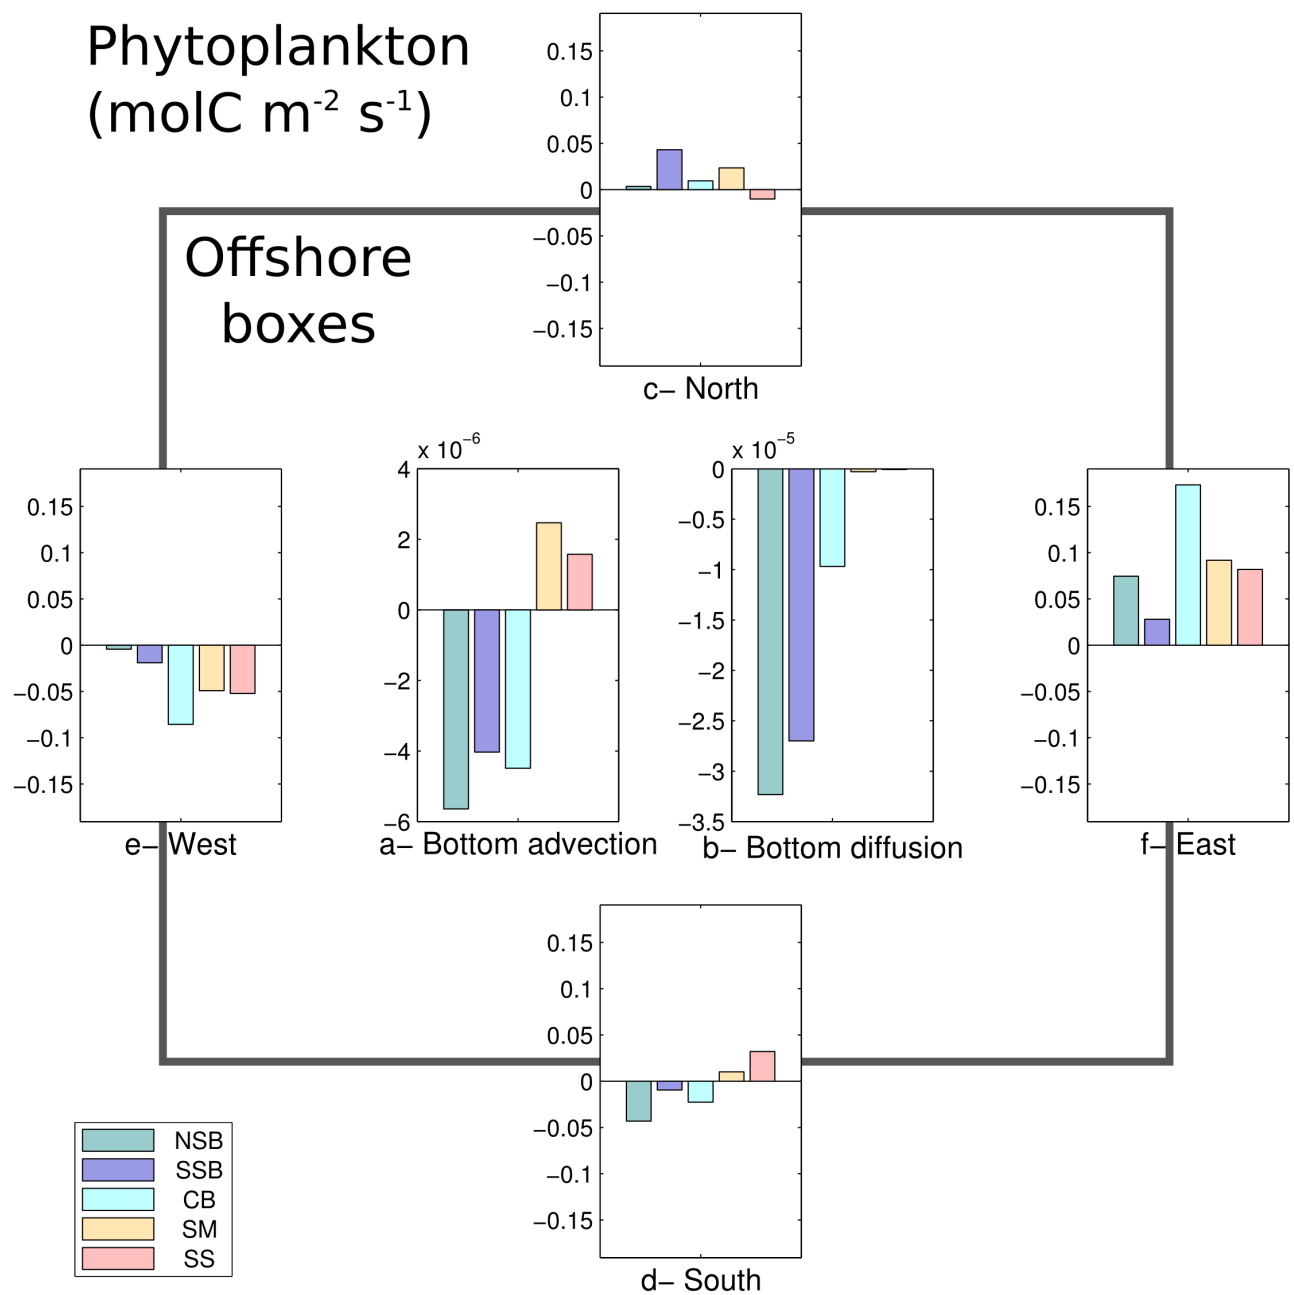 Phytoplankton
(molC m⁻² s⁻¹)
0.15
0.1
0.05
0
−0.05
−0.1
−0.15
c− North
Offshore
boxes
0.15
0.1
0.05
0
−0.05
−0.1
−0.15
e− West
x 10⁻⁶
4
2
0
−2
−4
−6
a− Bottom advection
x 10⁻⁵
0
−0.5
−1
−1.5
−2
−2.5
−3
−3.5
b− Bottom diffusion
0.15
0.1
0.05
0
−0.05
−0.1
−0.15
f− East
0.15
0.1
0.05
0
−0.05
−0.1
−0.15
d− South
NSB
SSB
CB
SM
SS